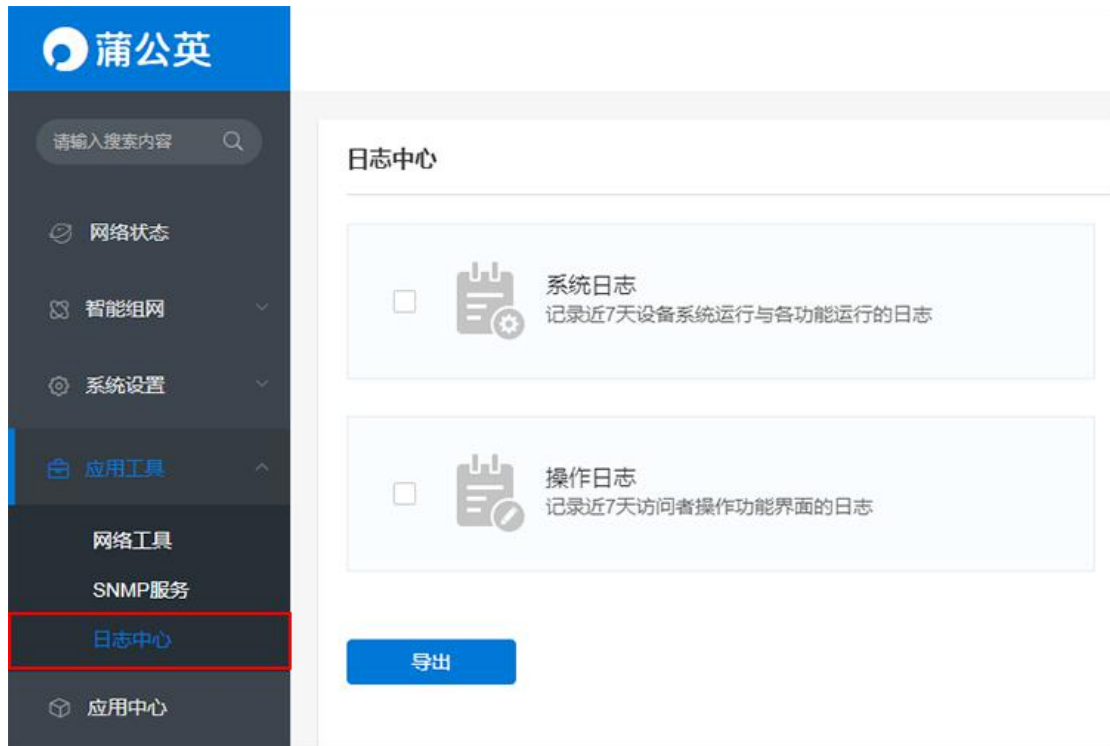 蒲公英
请输入搜索内容
网络状态
智能组网
系统设置
应用工具
网络工具
SNMP服务
日志中心
应用中心
日志中心
系统日志
记录近7天设备系统运行与各功能运行的日志
操作日志
记录近7天访问者操作功能界面的日志
导出